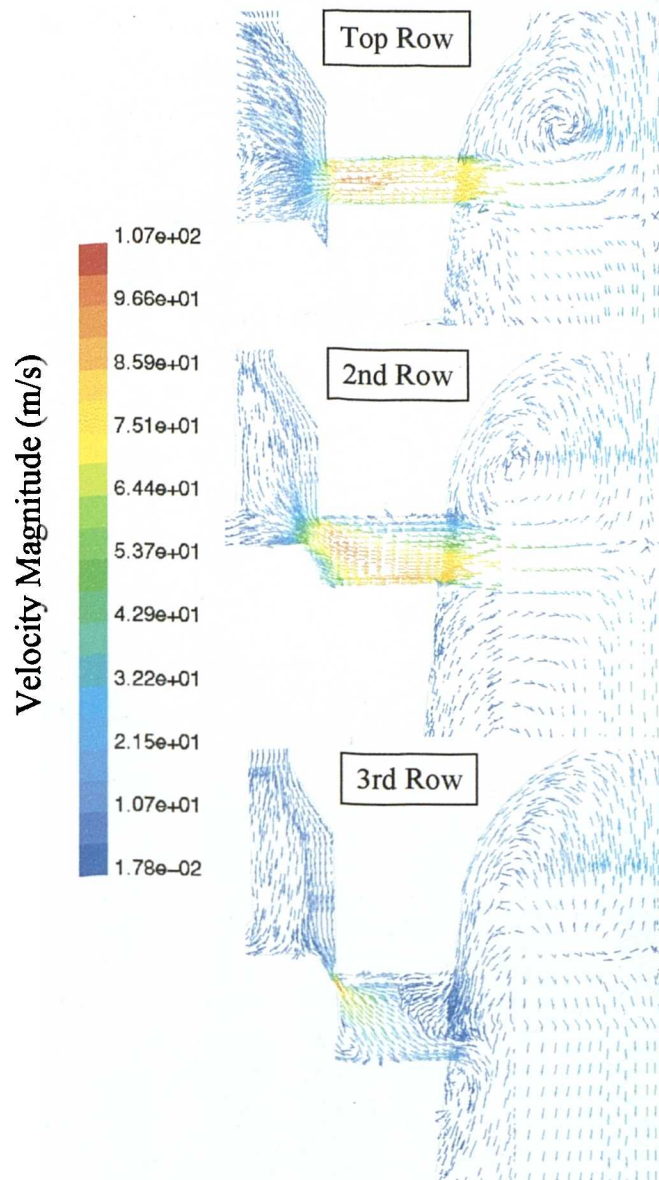 Top Row
Velocity Magnitude (m/s)
1.07e+02
9.66e+01
8.59e+01
7.51e+01
6.44e+01
5.37e+01
4.29e+01
3.22e+01
2.15e+01
1.07e+01
1.78e-02
2nd Row
3rd Row